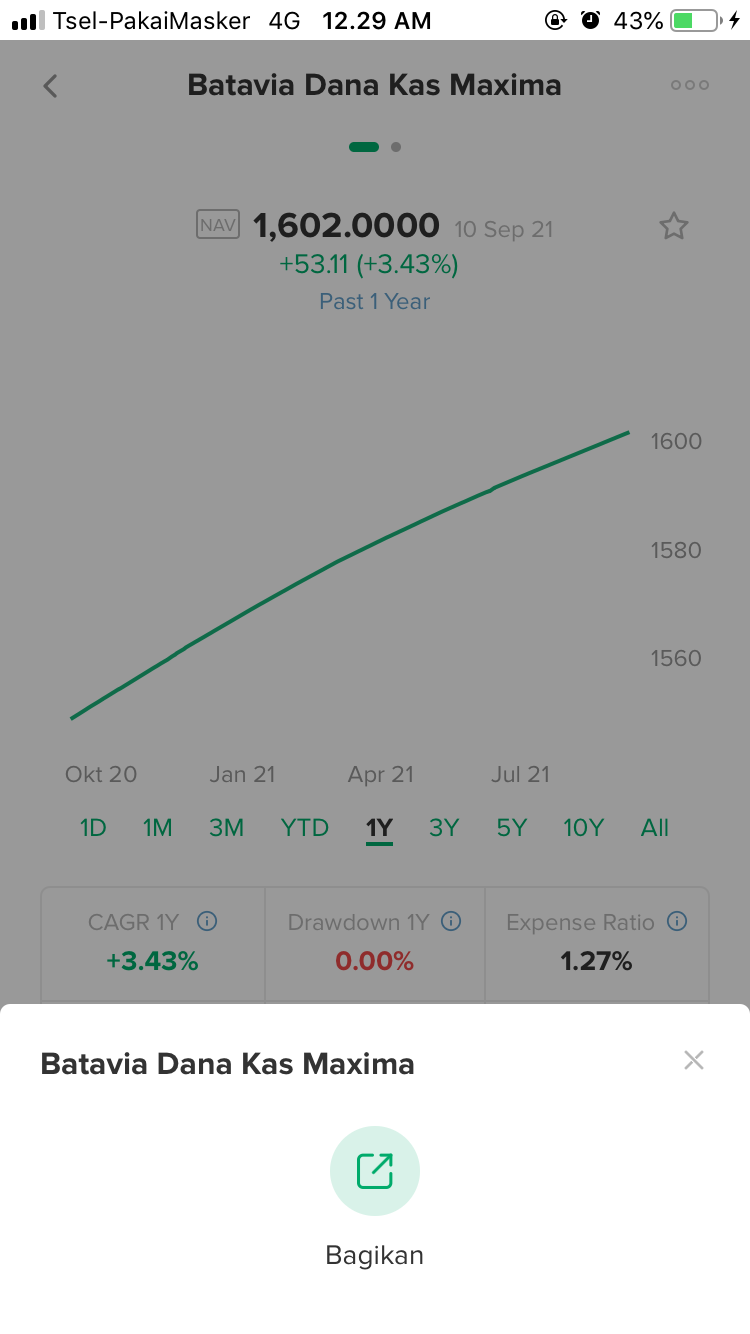 Tsel-PakaiMasker 4G 12.29 AM 43%
Batavia Dana Kas Maxima
NAV 1,602.0000 10 Sep 21
+53.11 (+3.43%)
Past 1 Year
1600
1580
1560
Okt 20 Jan 21 Apr 21 Jul 21
1D 1M 3M YTD 1Y 3Y 5Y 10Y All
CAGR 1Y Drawdown 1Y Expense Ratio
+3.43% 0.00% 1.27%
Batavia Dana Kas Maxima
Bagikan